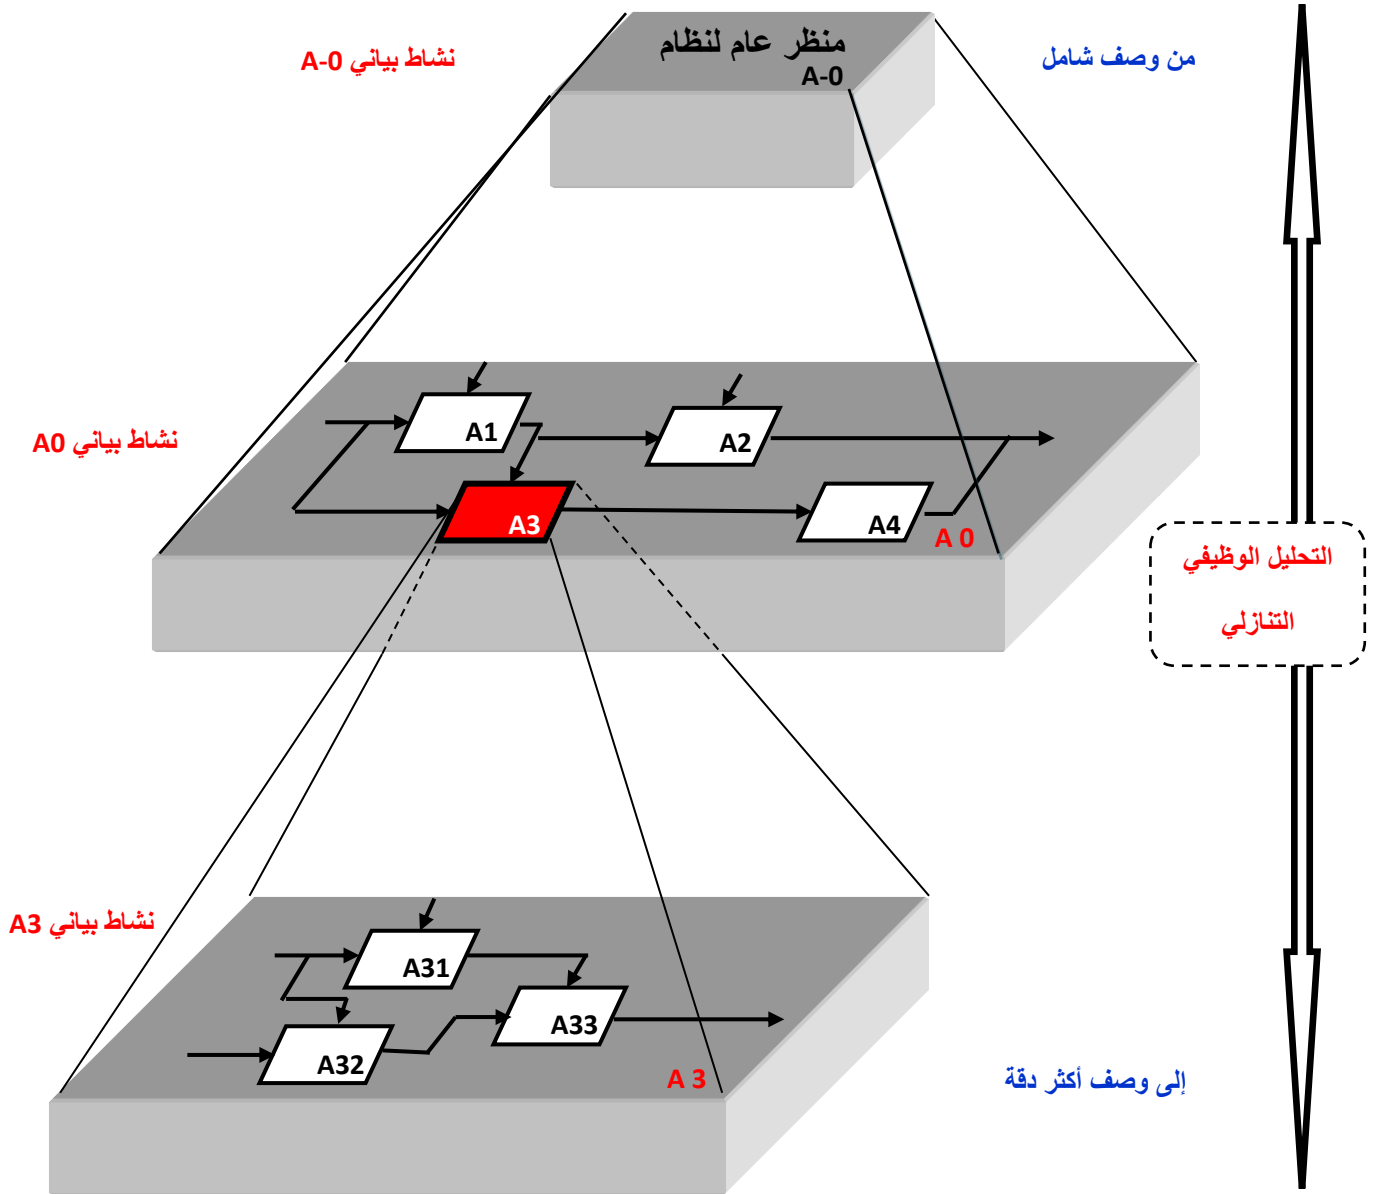 منظر عام لنظام
A-0
نشاط بياني A-0
من وصف شامل
A1
A2
نشاط بياني A0
A3
A4
A 0
التحليل الوظيفي
التنازلي
نشاط بياني A3
A31
A33
A32
A 3
إلى وصف أكثر دقة